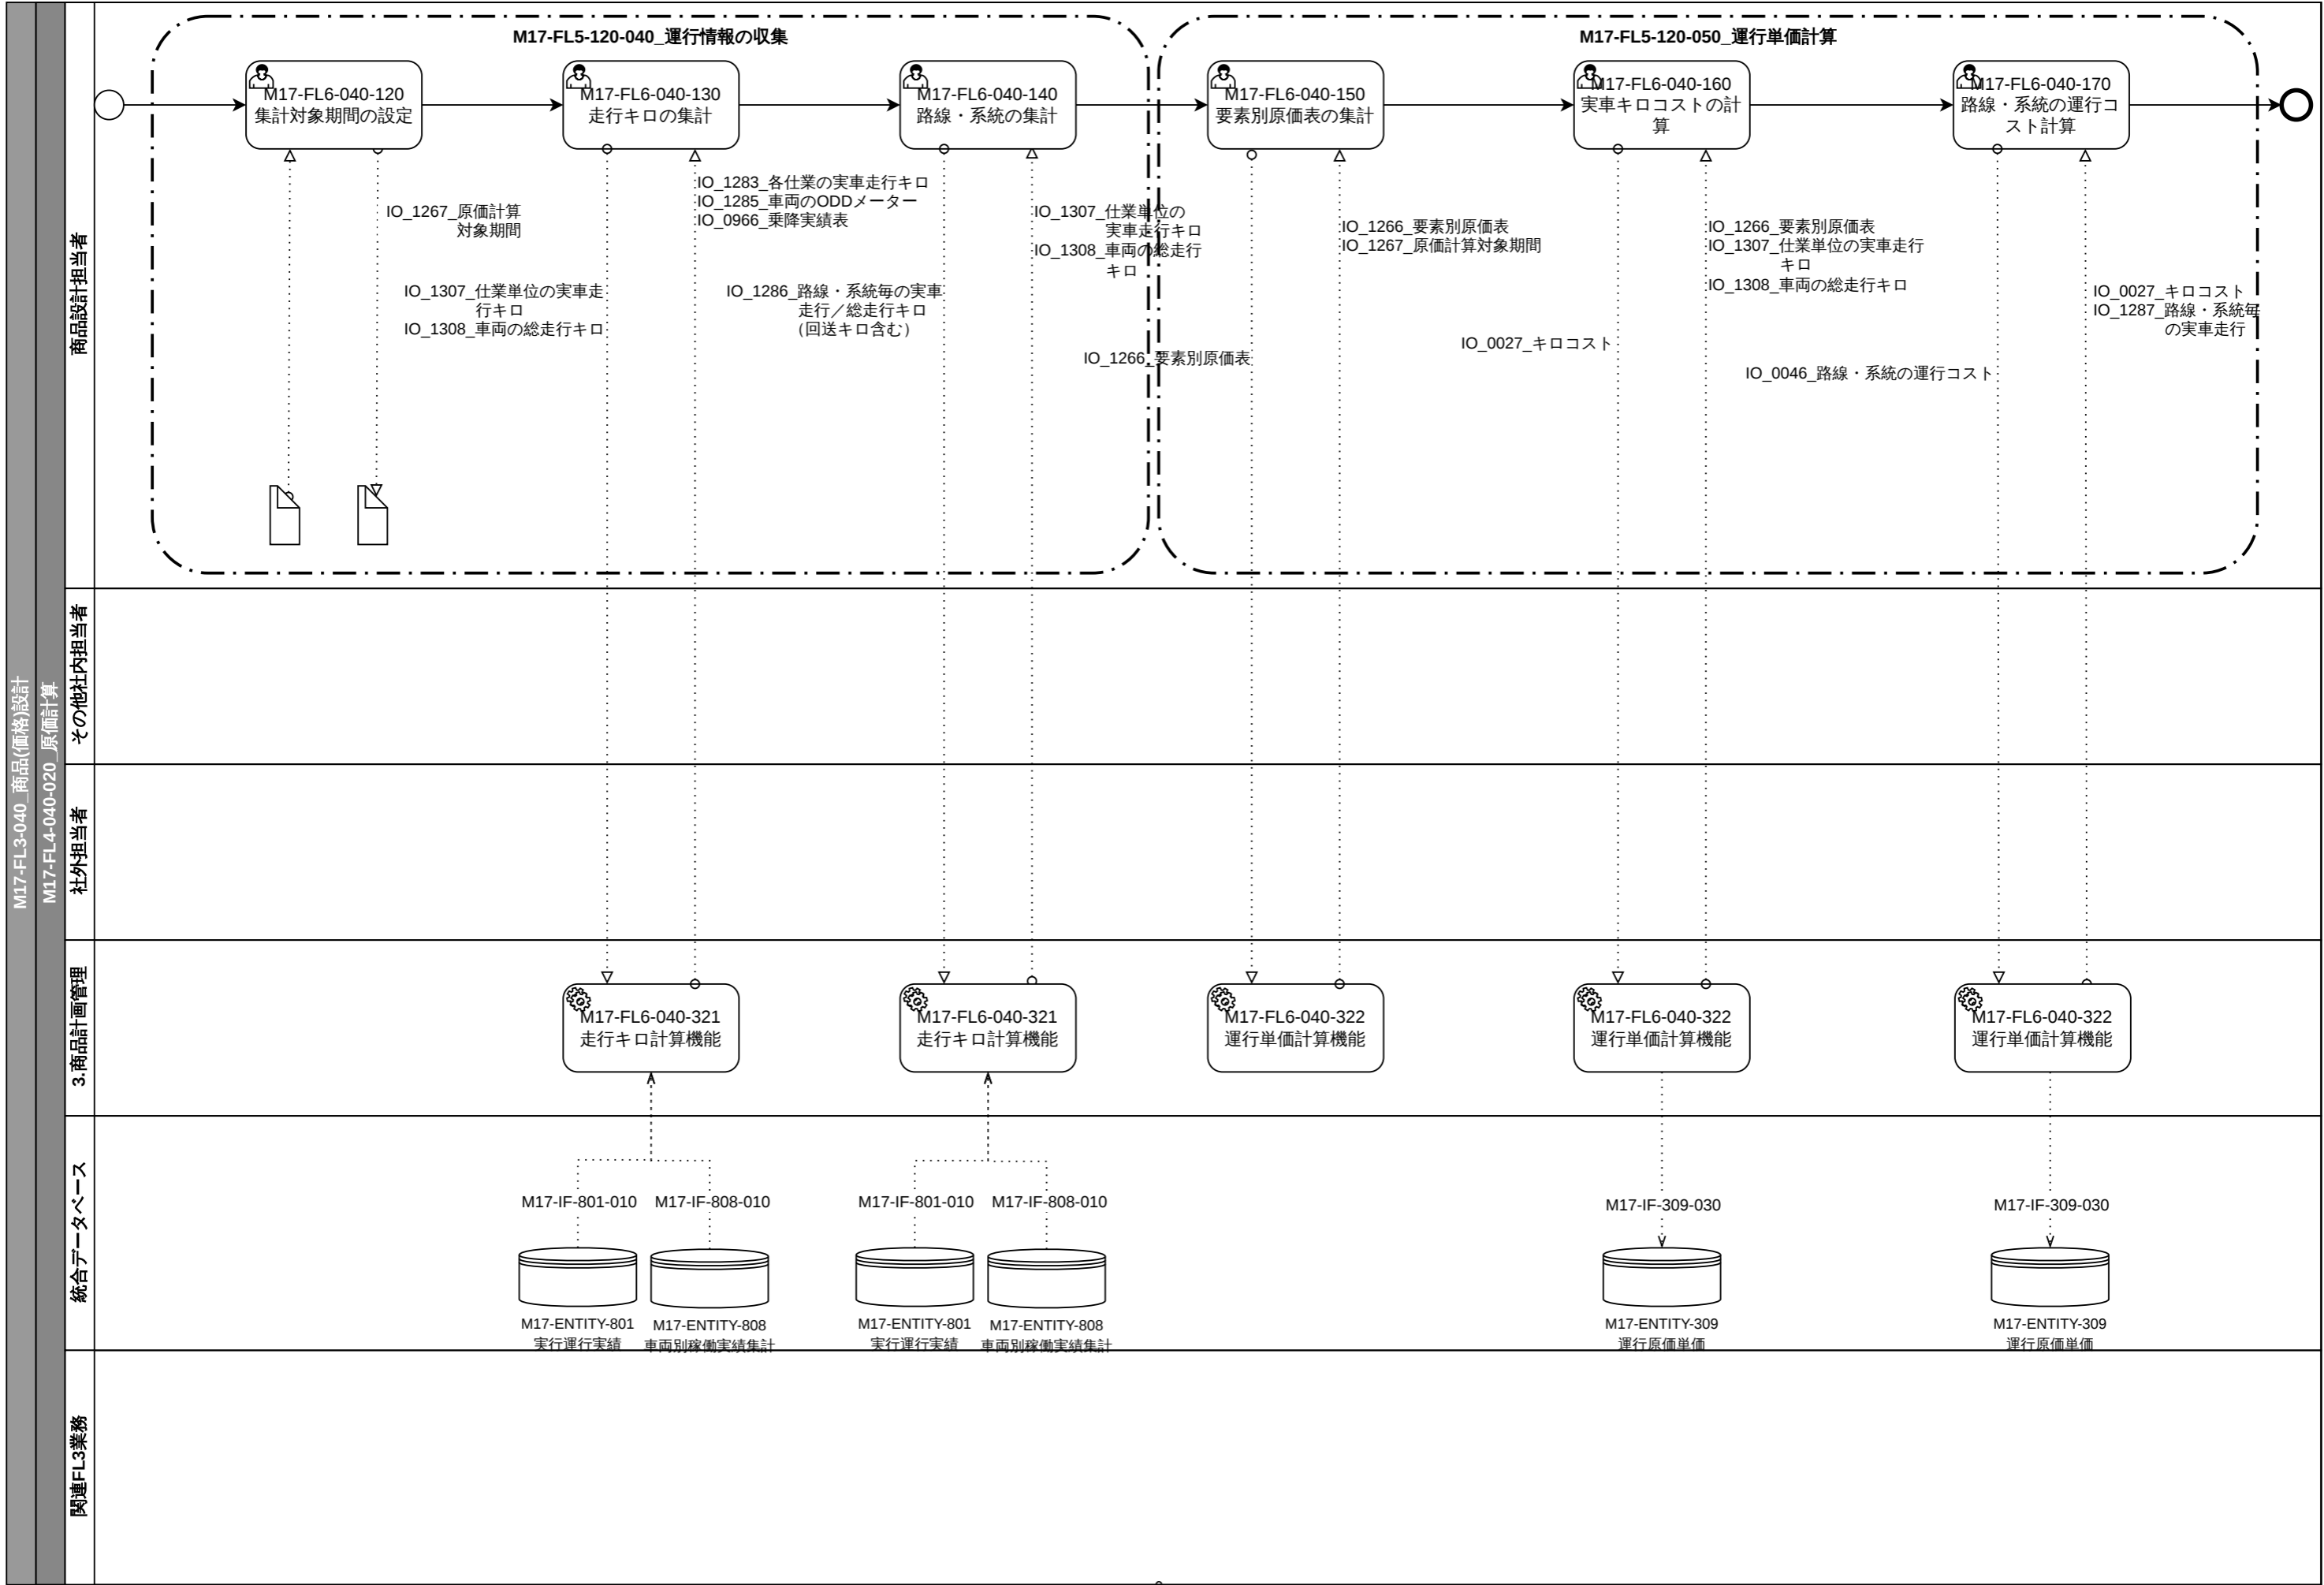 M17-FL3-040_商品(価格)設計
M17-FL4-040-020_原価計算
商品設計担当者
M17-FL5-120-040_運行情報の収集
M17-FL5-120-050_運行単価計算
M17-FL6-040-120
集計対象期間の設定
M17-FL6-040-130
走行キロの集計
M17-FL6-040-140
路線・系統の集計
M17-FL6-040-150
要素別原価表の集計
M17-FL6-040-160
実車キロコストの計
算
M17-FL6-040-170
路線・系統の運行コ
スト計算
IO_1267_原価計算
対象期間
IO_1307_仕業単位の実車走
行キロ
IO_1308_車両の総走行キロ
IO_1283_各仕業の実車走行キロ
IO_1285_車両のODDメーター
IO_0966_乗降実績表
IO_1286_路線・系統毎の実車
走行／総走行キロ
（回送キロ含む）
IO_1307_仕業単位の
実車走行キロ
IO_1308_車両の総走行
キロ
IO_1266_要素別原価表
IO_1266_要素別原価表
IO_1267_原価計算対象期間
IO_0027_キロコスト
IO_1266_要素別原価表
IO_1307_仕業単位の実車走行
キロ
IO_1308_車両の総走行キロ
IO_0046_路線・系統の運行コスト
IO_0027_キロコスト
IO_1287_路線・系統毎
の実車走行
その他社内担当者
社外担当者
3.商品計画管理
M17-FL6-040-321
走行キロ計算機能
M17-FL6-040-321
走行キロ計算機能
M17-FL6-040-322
運行単価計算機能
M17-FL6-040-322
運行単価計算機能
M17-FL6-040-322
運行単価計算機能
統合データベース
M17-IF-801-010
M17-IF-808-010
M17-IF-801-010
M17-IF-808-010
M17-IF-309-030
M17-IF-309-030
M17-ENTITY-801
実行運行実績
M17-ENTITY-808
車両別稼働実績集計
M17-ENTITY-801
実行運行実績
M17-ENTITY-808
車両別稼働実績集計
M17-ENTITY-309
運行原価単価
M17-ENTITY-309
運行原価単価
関連FL3業務